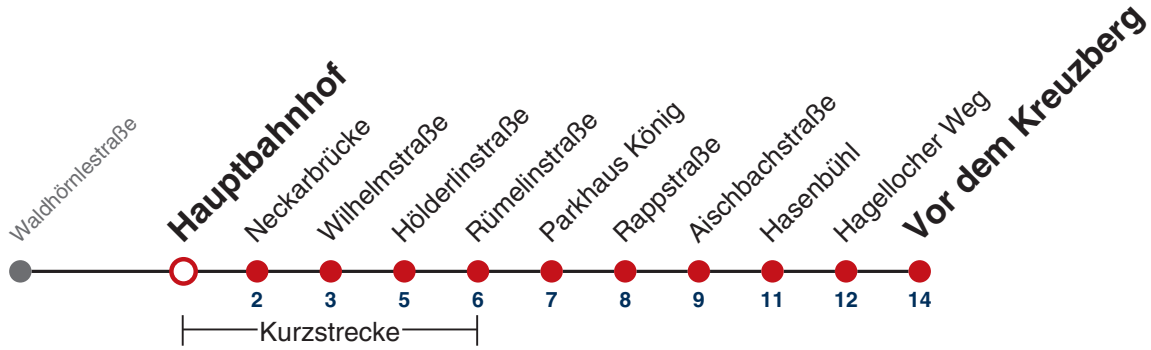 Waldhörnlestraße
Hauptbahnhof
Neckarbrücke
Wilhelmstraße
Hölderlinstraße
Rümelinstraße
Parkhaus König
Rappstraße
Aischbachstraße
Hasenbühl
Hagellocher Weg
Vor dem Kreuzberg
2 3 5 6 7 8 9 11 12 14
Kurzstrecke